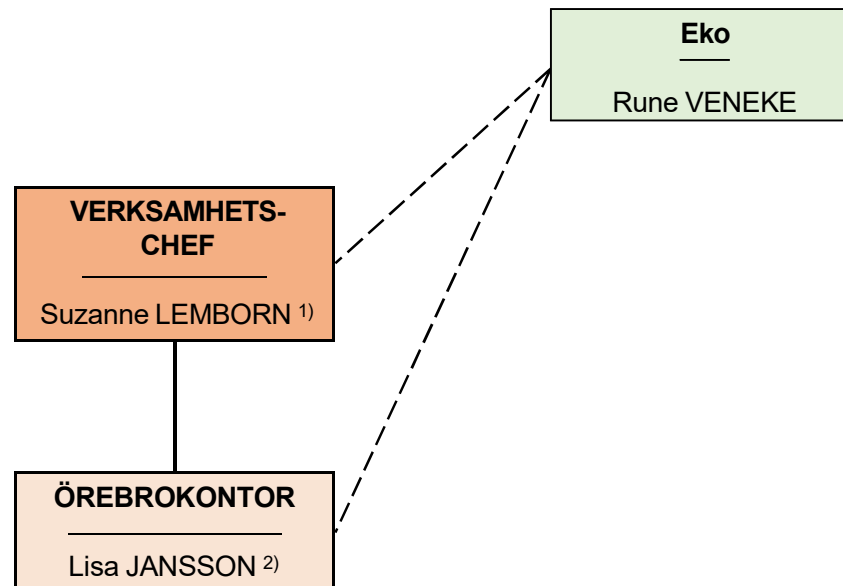 Eko
Rune VENEKE
VERKSAMHETS-
CHEF
Suzanne LEMBORN 1)
ÖREBROKONTOR
Lisa JANSSON 2)